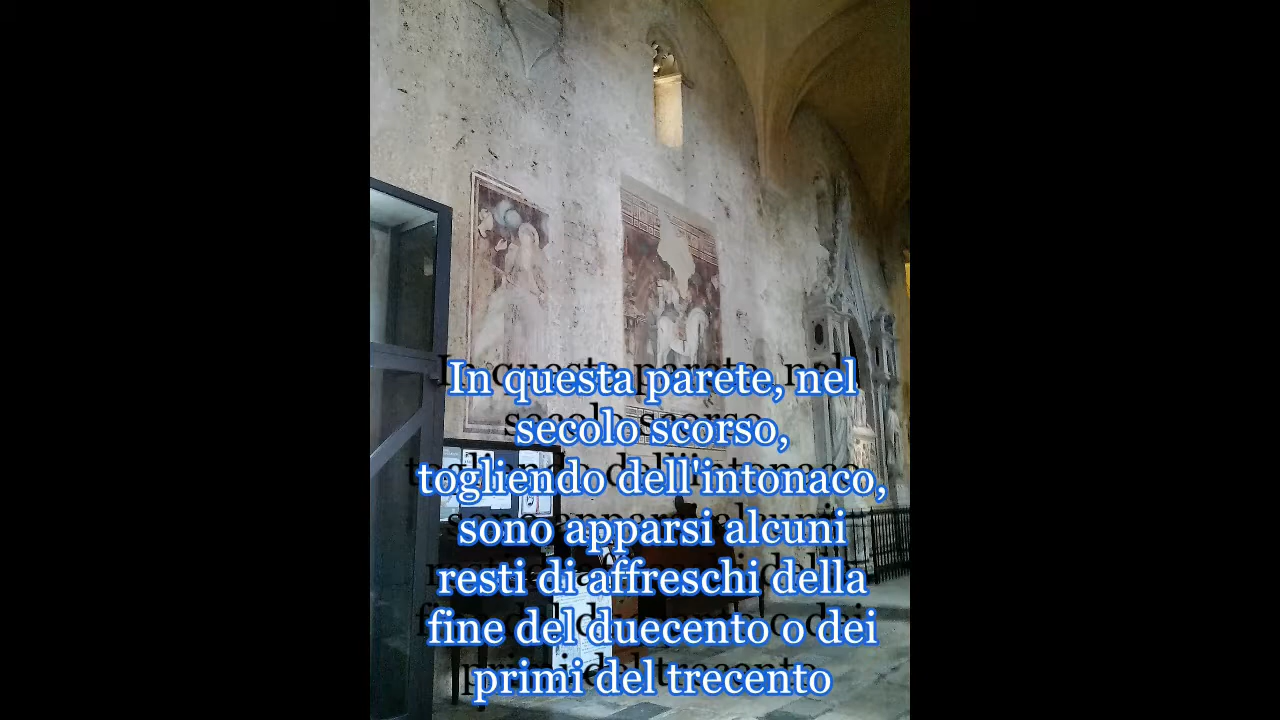 In questa parete, nel
secolo scorso,
togliendo dell'intonaco,
sono apparsi alcuni
resti di affreschi della
fine del duecento o dei
primi del trecento